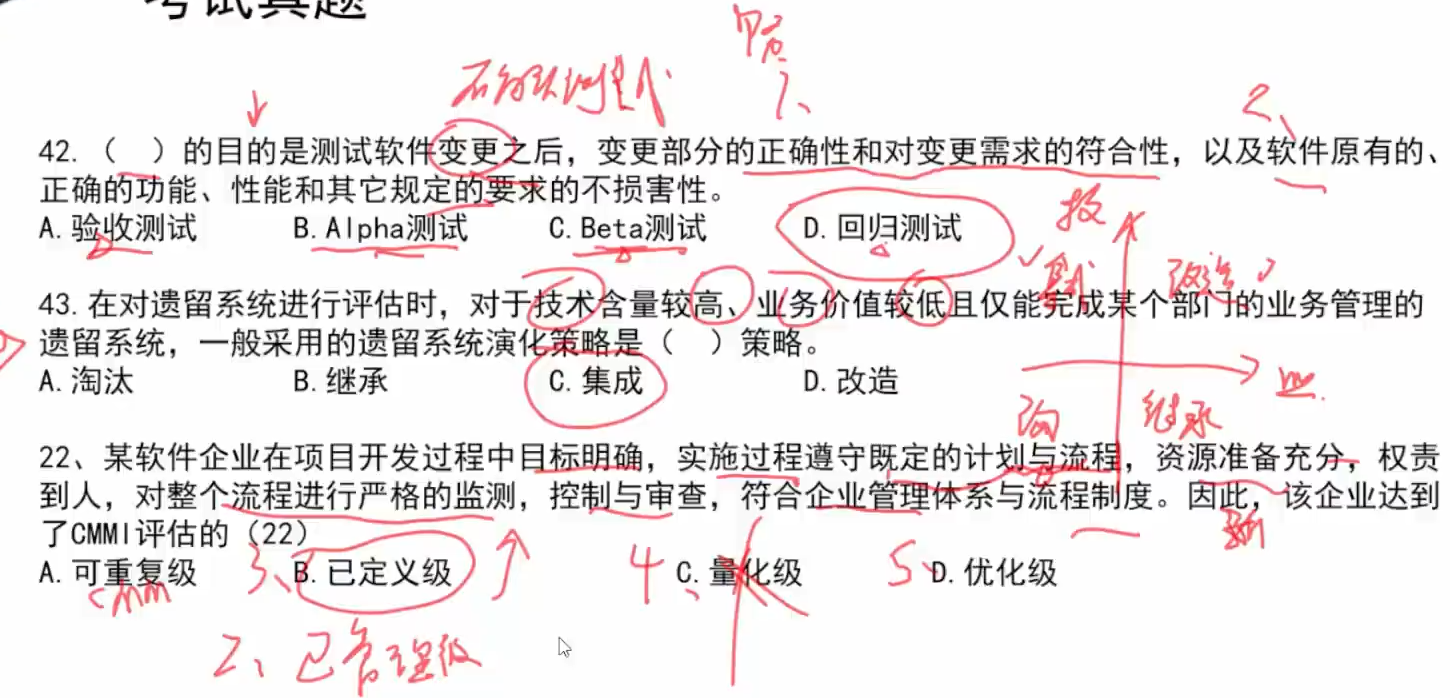 考试真题
甲方
1、
2、
42.（ ）的目的是测试软件变更之后，变更部分的正确性和对变更需求的符合性，以及软件原有的、
正确的功能、性能和其它规定的要求的不损害性。
A.验收测试 B.Alpha测试 C.Beta测试 D.回归测试
技
集成 改造
43.在对遗留系统进行评估时，对于技术含量较高、业务价值较低且仅能完成某个部门的业务管理的
遗留系统，一般采用的遗留系统演化策略是（ ）策略。
A.淘汰 B.继承 C.集成 D.改造
业
淘 继承
22、某软件企业在项目开发过程中目标明确，实施过程遵守既定的计划与流程，资源准备充分，权责
到人，对整个流程进行严格的监测，控制与审查，符合企业管理体系与流程制度。因此，该企业达到
了CMMI评估的（22）
A.可重复级 3、B.已定义级 4、C.量化级 5、D.优化级
CMM
2、已管理级